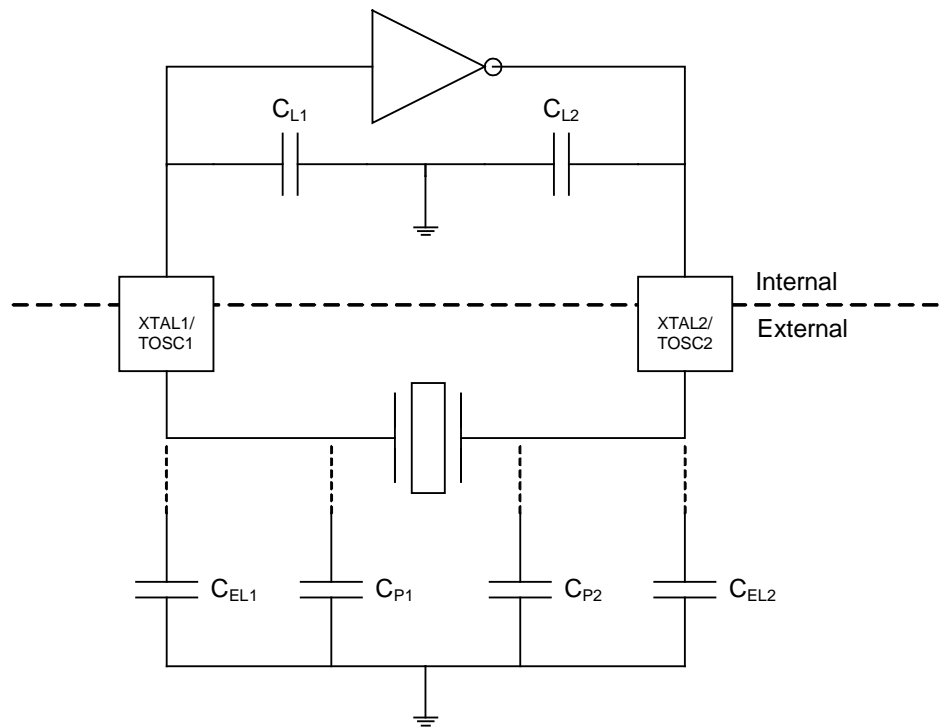 C_L1
C_L2
Internal
XTAL1/
TOSC1
XTAL2/
TOSC2
External
C_EL1
C_P1
C_P2
C_EL2